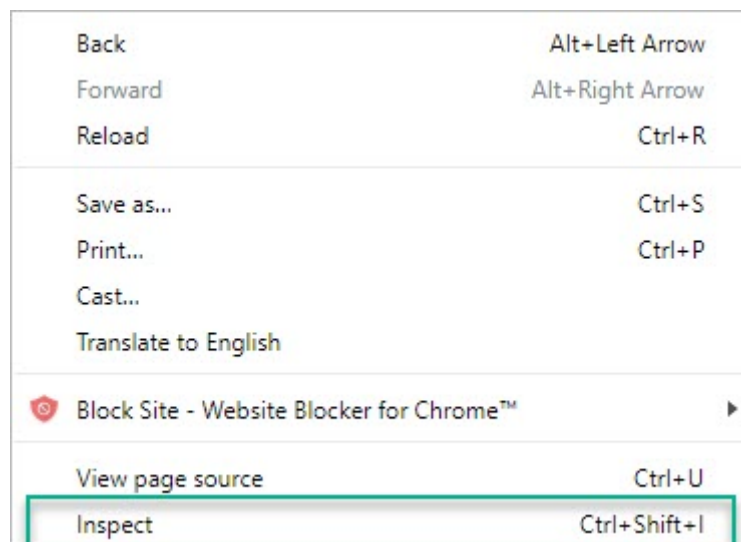 Back Alt+Left Arrow
Forward Alt+Right Arrow
Reload Ctrl+R
Save as... Ctrl+S
Print... Ctrl+P
Cast...
Translate to English
Block Site - Website Blocker for Chrome™
View page source Ctrl+U
Inspect Ctrl+Shift+I